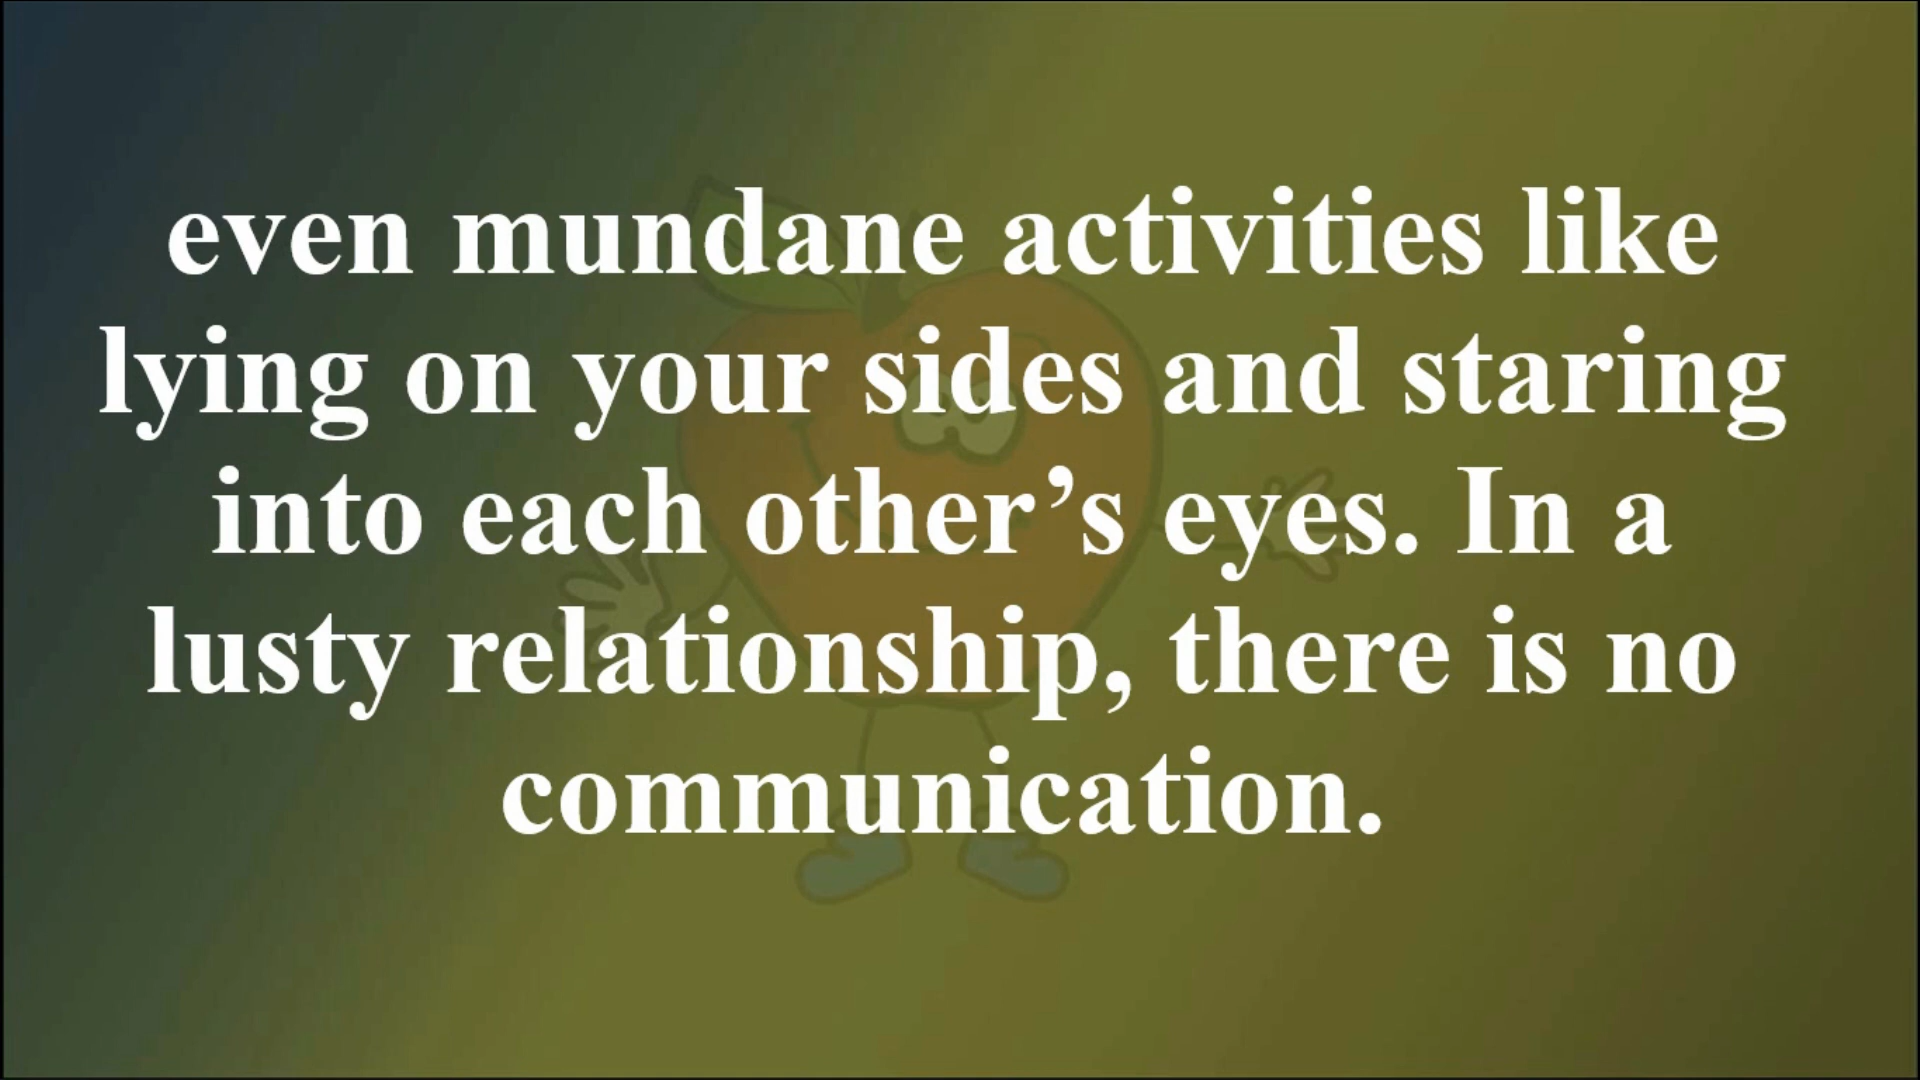 even mundane activities like
lying on your sides and staring
into each other’s eyes. In a
lusty relationship, there is no
communication.